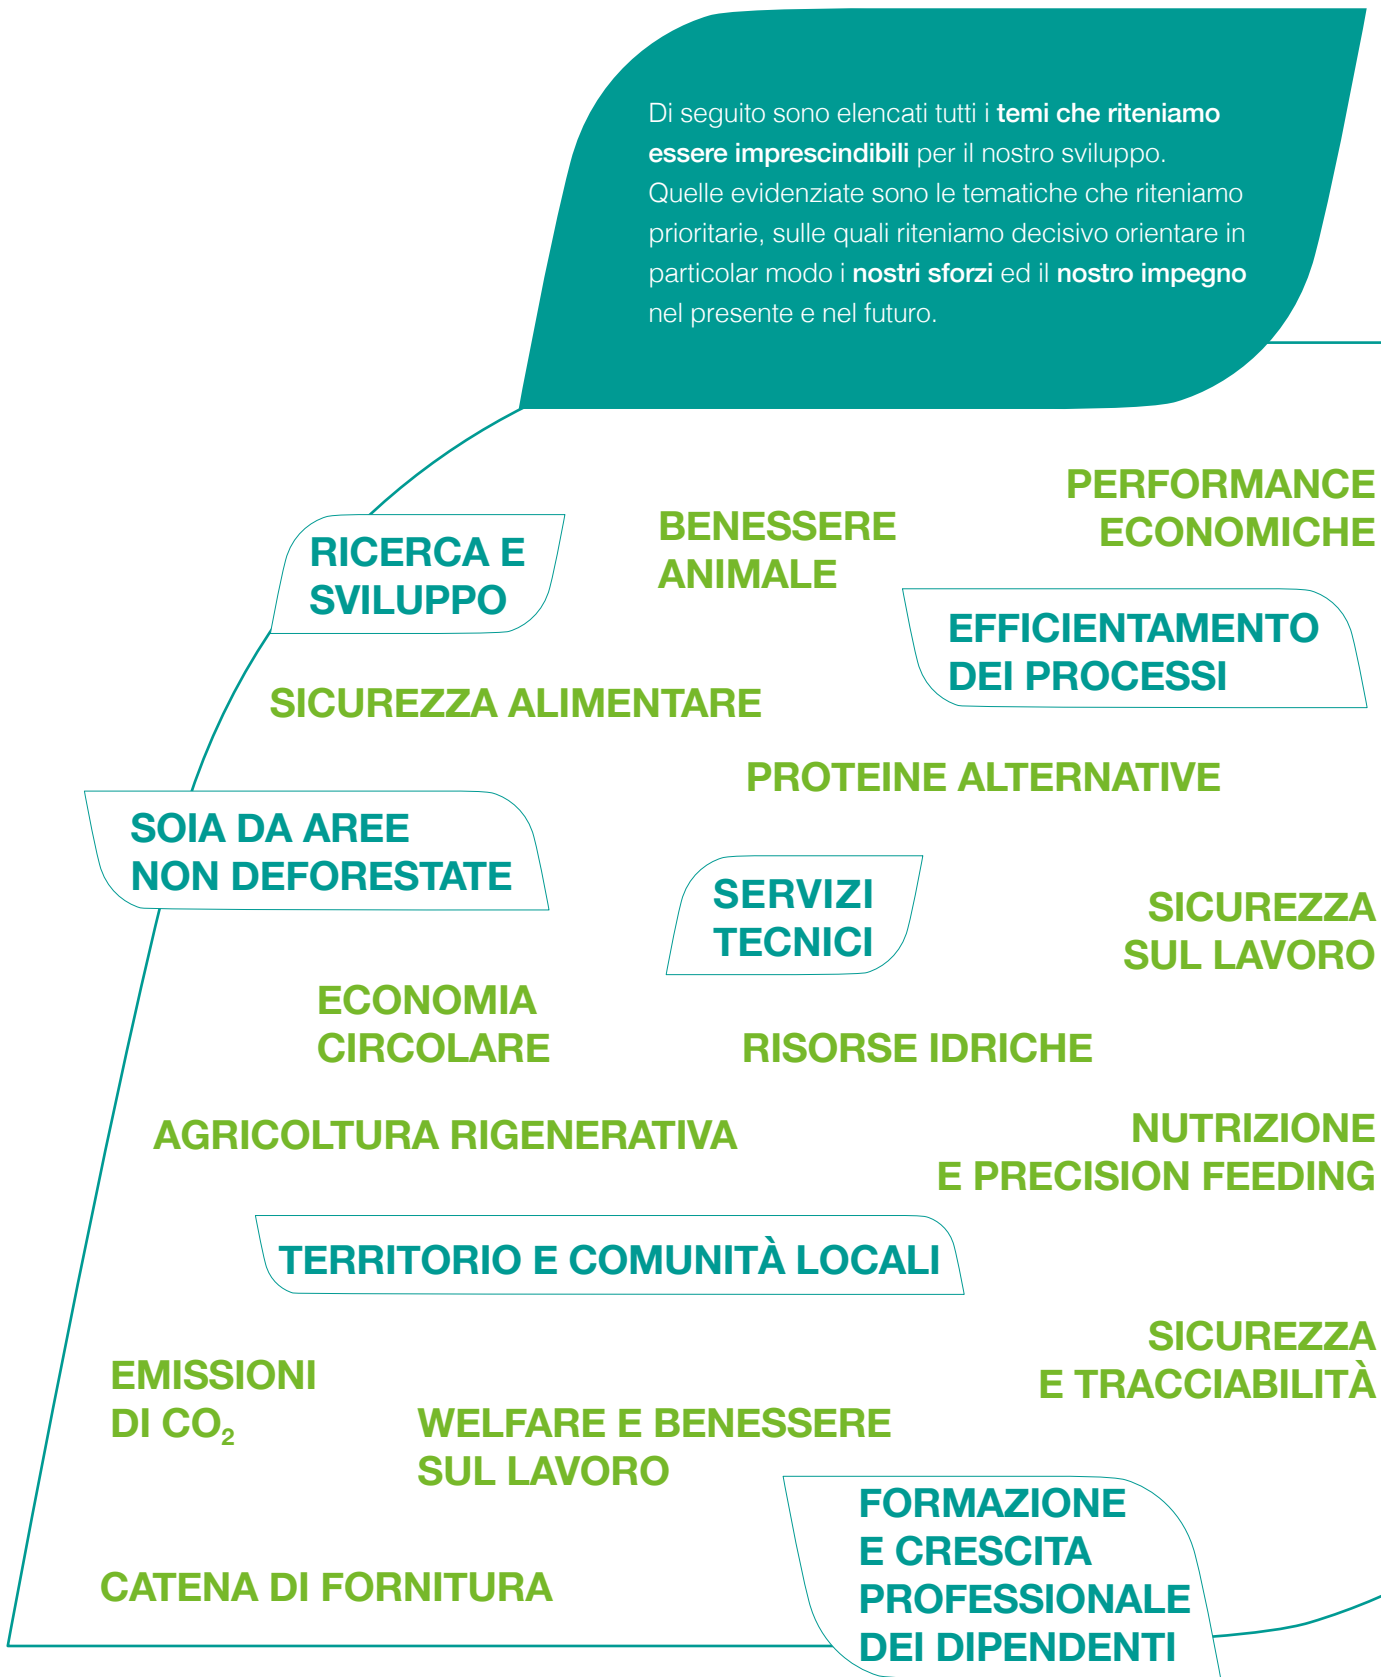 Di seguito sono elencati tutti i temi che riteniamo
essere imprescindibili per il nostro sviluppo.
Quelle evidenziate sono le tematiche che riteniamo
prioritarie, sulle quali riteniamo decisivo orientare in
particolar modo i nostri sforzi ed il nostro impegno
nel presente e nel futuro.
PERFORMANCE
ECONOMICHE
BENESSERE
ANIMALE
RICERCA E
SVILUPPO
EFFICIENTAMENTO
DEI PROCESSI
SICUREZZA ALIMENTARE
PROTEINE ALTERNATIVE
SOIA DA AREE
NON DEFORESTATE
SERVIZI
TECNICI
SICUREZZA
SUL LAVORO
ECONOMIA
CIRCOLARE
RISORSE IDRICHE
AGRICOLTURA RIGENERATIVA
NUTRIZIONE
E PRECISION FEEDING
TERRITORIO E COMUNITÀ LOCALI
SICUREZZA
E TRACCIABILITÀ
EMISSIONI
DI CO₂
WELFARE E BENESSERE
SUL LAVORO
FORMAZIONE
E CRESCITA
PROFESSIONALE
DEI DIPENDENTI
CATENA DI FORNITURA